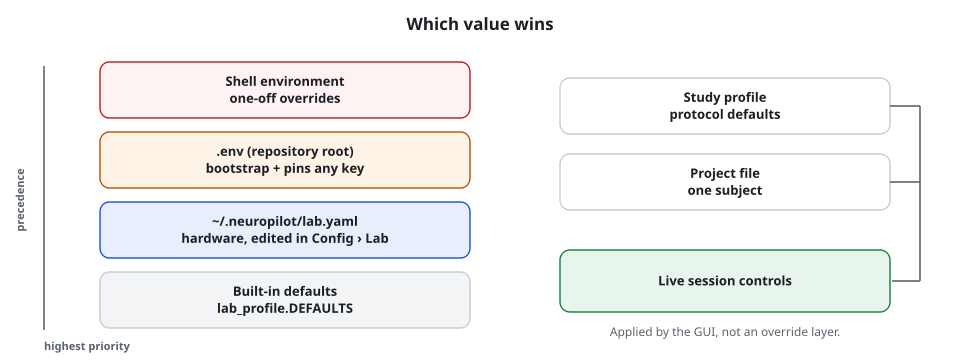 Which value wins
precedence
Shell environment
one-off overrides
.env (repository root)
bootstrap + pins any key
~/.neuropilot/lab.yaml
hardware, edited in Config › Lab
Built-in defaults
lab_profile.DEFAULTS
highest priority
Study profile
protocol defaults
Project file
one subject
Live session controls
Applied by the GUI, not an override layer.